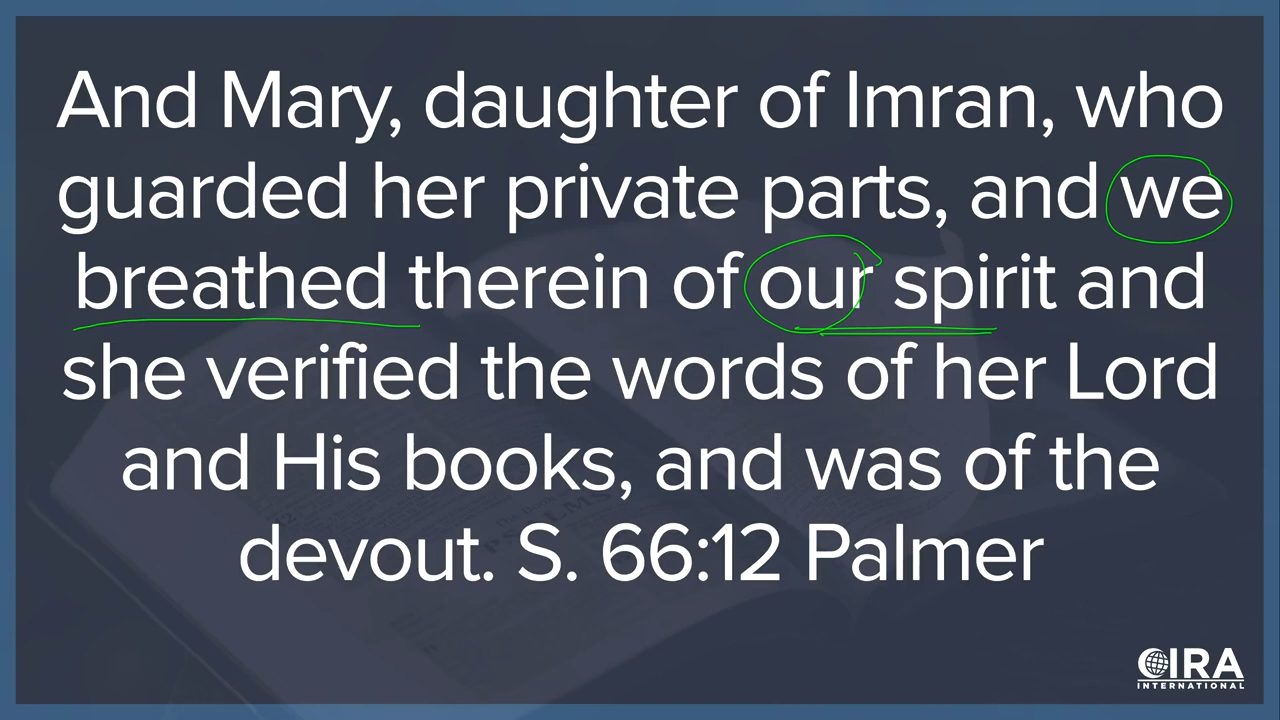 And Mary, daughter of Imran, who
guarded her private parts, and we
breathed therein of our spirit and
she verified the words of her Lord
and His books, and was of the
devout. S. 66:12 Palmer
CIRA
INTERNATIONAL